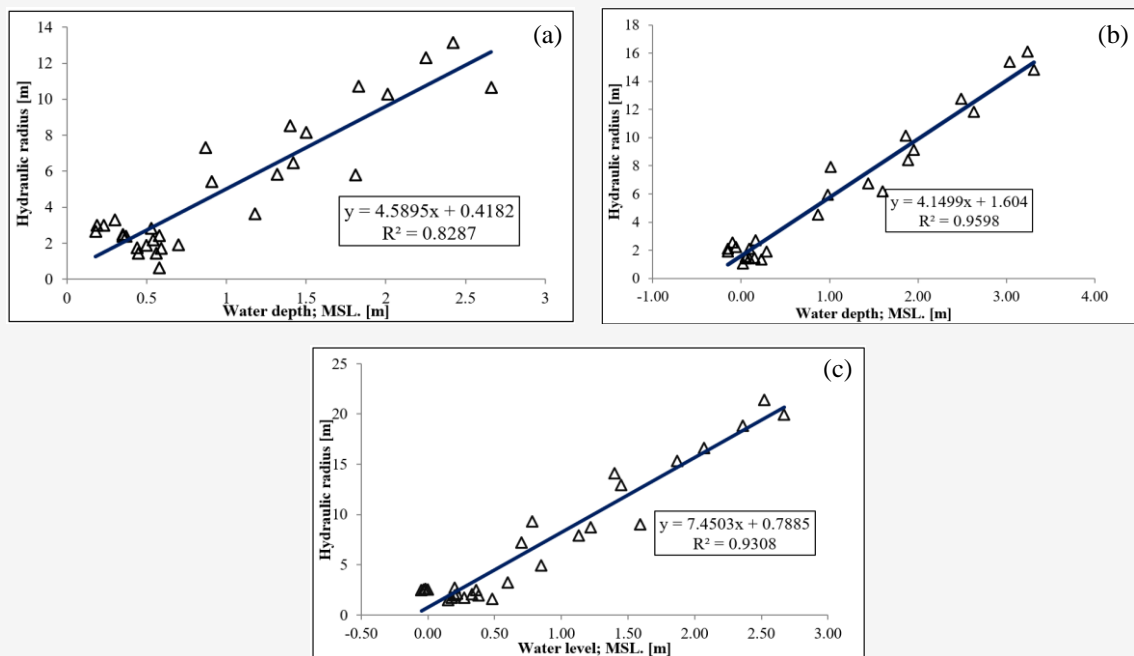 (a)
Hydraulic radius [m]
14
12
10
8
6
4
2
0
y = 4.5895x + 0.4182
R² = 0.8287
0 0.5 1 1.5 2 2.5 3
Water depth; MSL. [m]
(b)
Hydraulic radius [m]
18
16
14
12
10
8
6
4
2
0
y = 4.1499x + 1.604
R² = 0.9598
-1.00 0.00 1.00 2.00 3.00 4.00
Water depth; MSL. [m]
(c)
Hydraulic radius [m]
25
20
15
10
5
0
y = 7.4503x + 0.7885
R² = 0.9308
-0.50 0.00 0.50 1.00 1.50 2.00 2.50 3.00
Water level; MSL. [m]